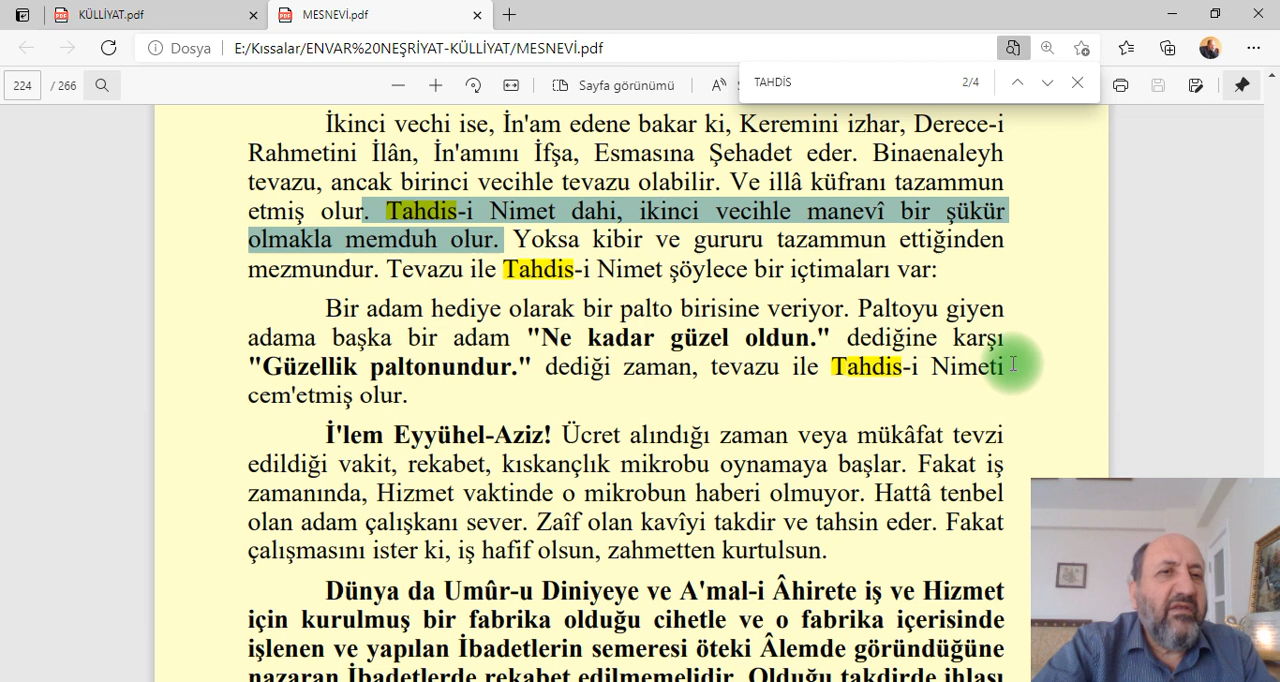 KÜLLİYAT.pdf
MESNEVİ.pdf
Dosya
E:/Kıssalar/ENVAR%20NEŞRİYAT-KÜLLİYAT/MESNEVİ.pdf
224 / 266
Sayfa görünümü
TAHDİS 2/4
İkinci vechi ise, İn'am edene bakar ki, Keremini izhar, Derece-i
Rahmetini İlân, İn'amını İfşa, Esmasına Şehadet eder. Binaenaleyh
tevazu, ancak birinci vecihle tevazu olabilir. Ve illâ küfranı tazammun
etmiş olur. Tahdis-i Nimet dahi, ikinci vecihle manevî bir şükür
olmakla memduh olur. Yoksa kibir ve gururu tazammun ettiğinden
mezmundur. Tevazu ile Tahdis-i Nimet şöylece bir içtimaları var:
Bir adam hediye olarak bir palto birisine veriyor. Paltoyu giyen
adama başka bir adam "Ne kadar güzel oldun." dediğine karşı
"Güzellik paltonundur." dediği zaman, tevazu ile Tahdis-i Nimeti
cem'etmiş olur.
İ'lem Eyyühel-Aziz! Ücret alındığı zaman veya mükâfat tevzi
edildiği vakit, rekabet, kıskançlık mikrobu oynamaya başlar. Fakat iş
zamanında, Hizmet vaktinde o mikrobun haberi olmuyor. Hattâ tenbel
olan adam çalışkanı sever. Zaîf olan kavîyi takdir ve tahsin eder. Fakat
çalışmasını ister ki, iş hafif olsun, zahmetten kurtulsun.
Dünya da Umûr-u Diniyeye ve A'mal-i Âhirete iş ve Hizmet
için kurulmuş bir fabrika olduğu cihetle ve o fabrika içerisinde
işlenen ve yapılan İbadetlerin semeresi öteki Âlemde göründüğüne
nazaran İbadetlerde rekabet edilmemelidir. Olduğu takdirde ihlası